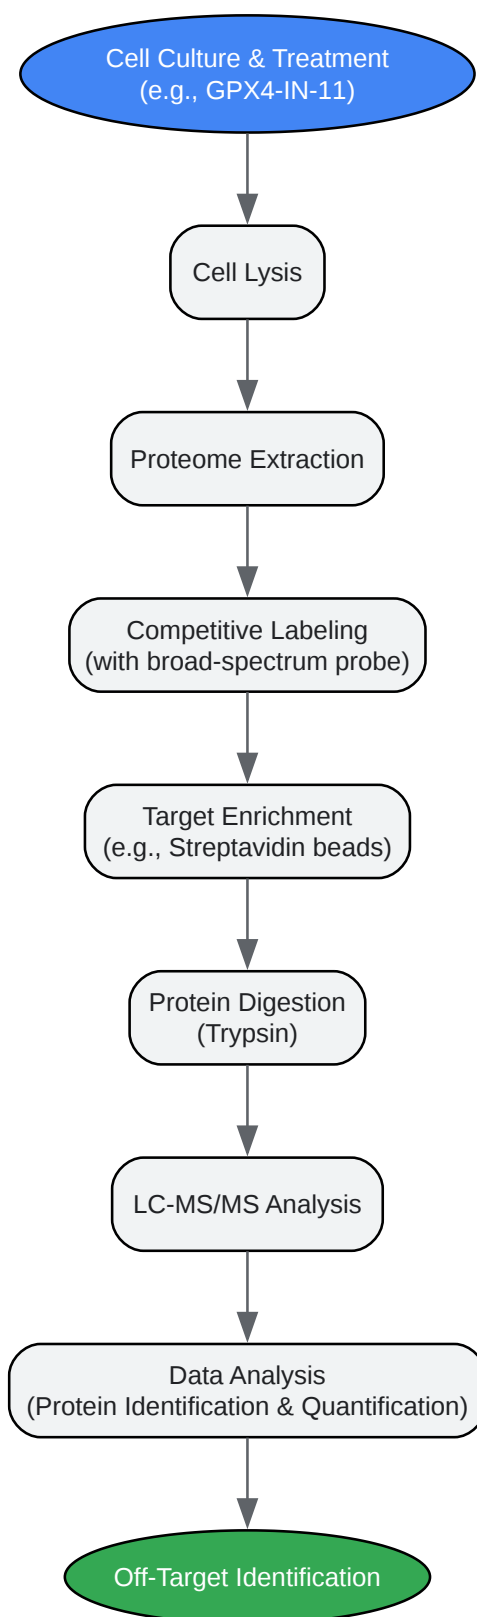 Cell Culture & Treatment
(e.g., GPX4-IN-11)
Cell Lysis
Proteome Extraction
Competitive Labeling
(with broad-spectrum probe)
Target Enrichment
(e.g., Streptavidin beads)
Protein Digestion
(Trypsin)
LC-MS/MS Analysis
Data Analysis
(Protein Identification & Quantification)
Off-Target Identification